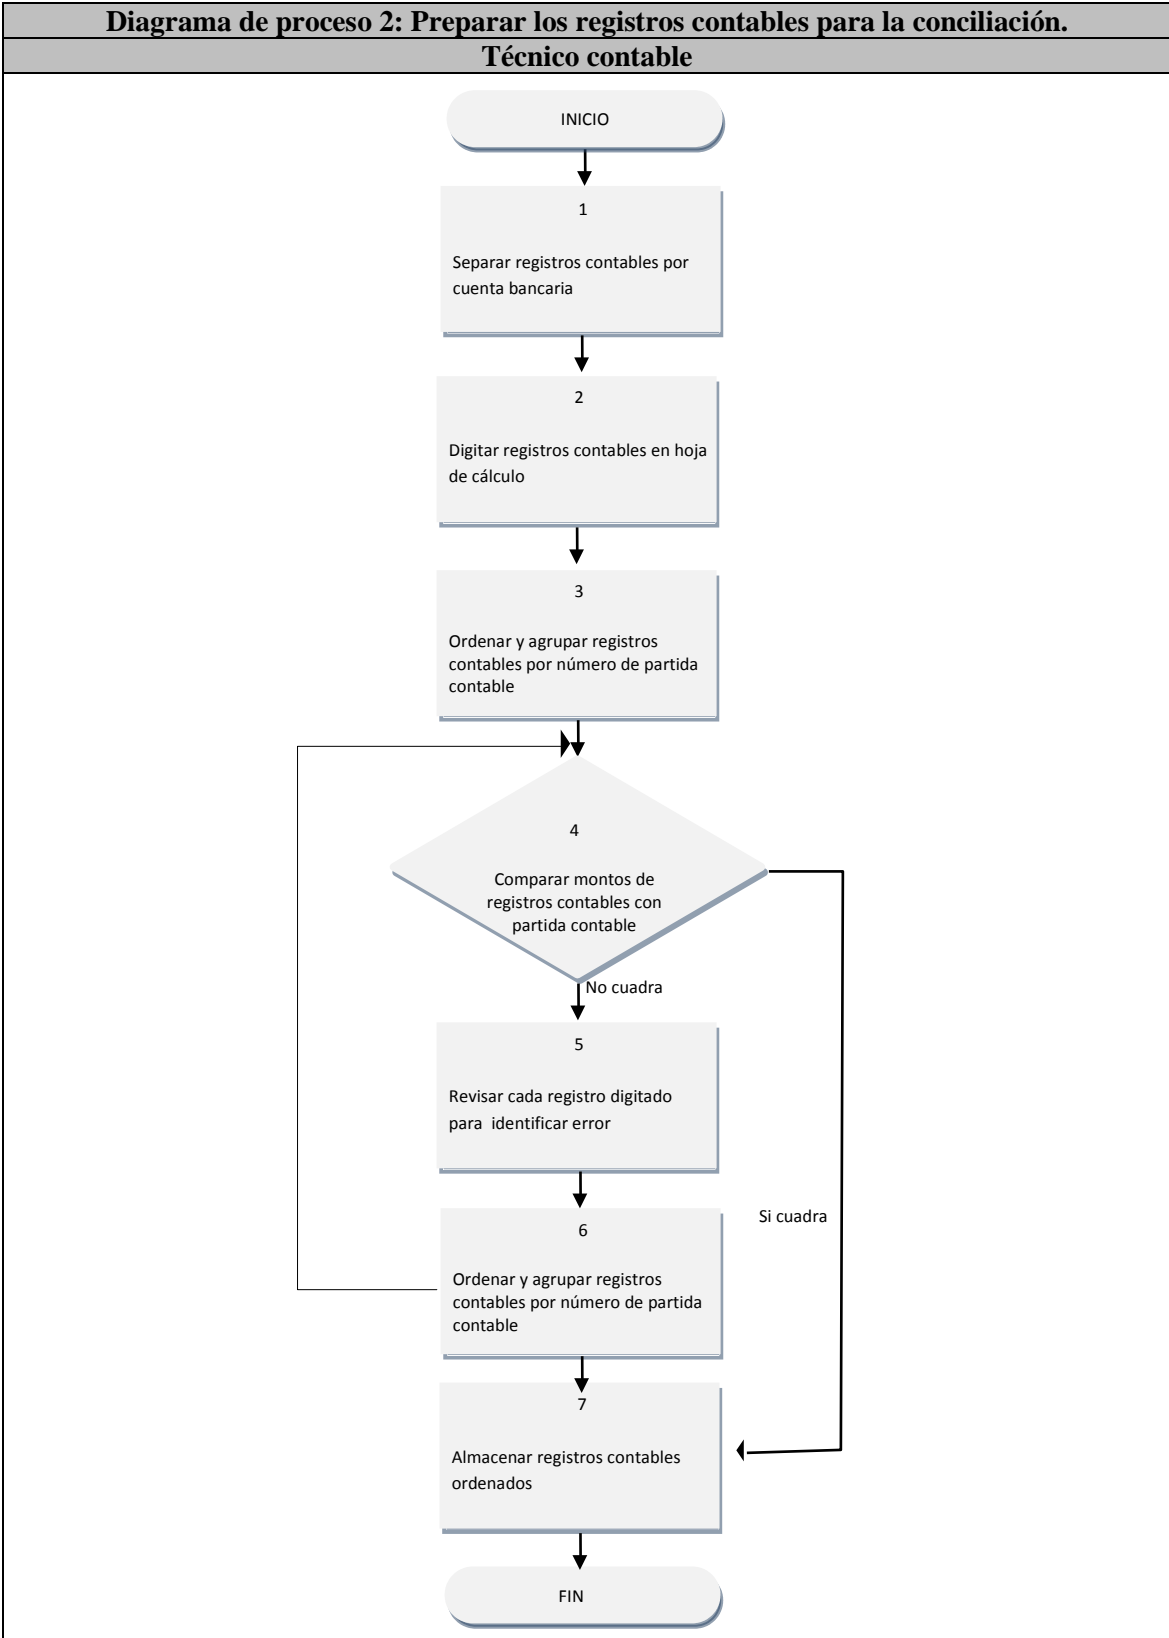 Diagrama de proceso 2: Preparar los registros contables para la conciliación.
Técnico contable
INICIO
1
Separar registros contables por
cuenta bancaria
2
Digitar registros contables en hoja
de cálculo
3
Ordenar y agrupar registros
contables por número de partida
contable
4
Comparar montos de
registros contables con
partida contable
No cuadra
5
Revisar cada registro digitado
para  identificar error
Si cuadra
6
Ordenar y agrupar registros
contables por número de partida
contable
7
Almacenar registros contables
ordenados
FIN